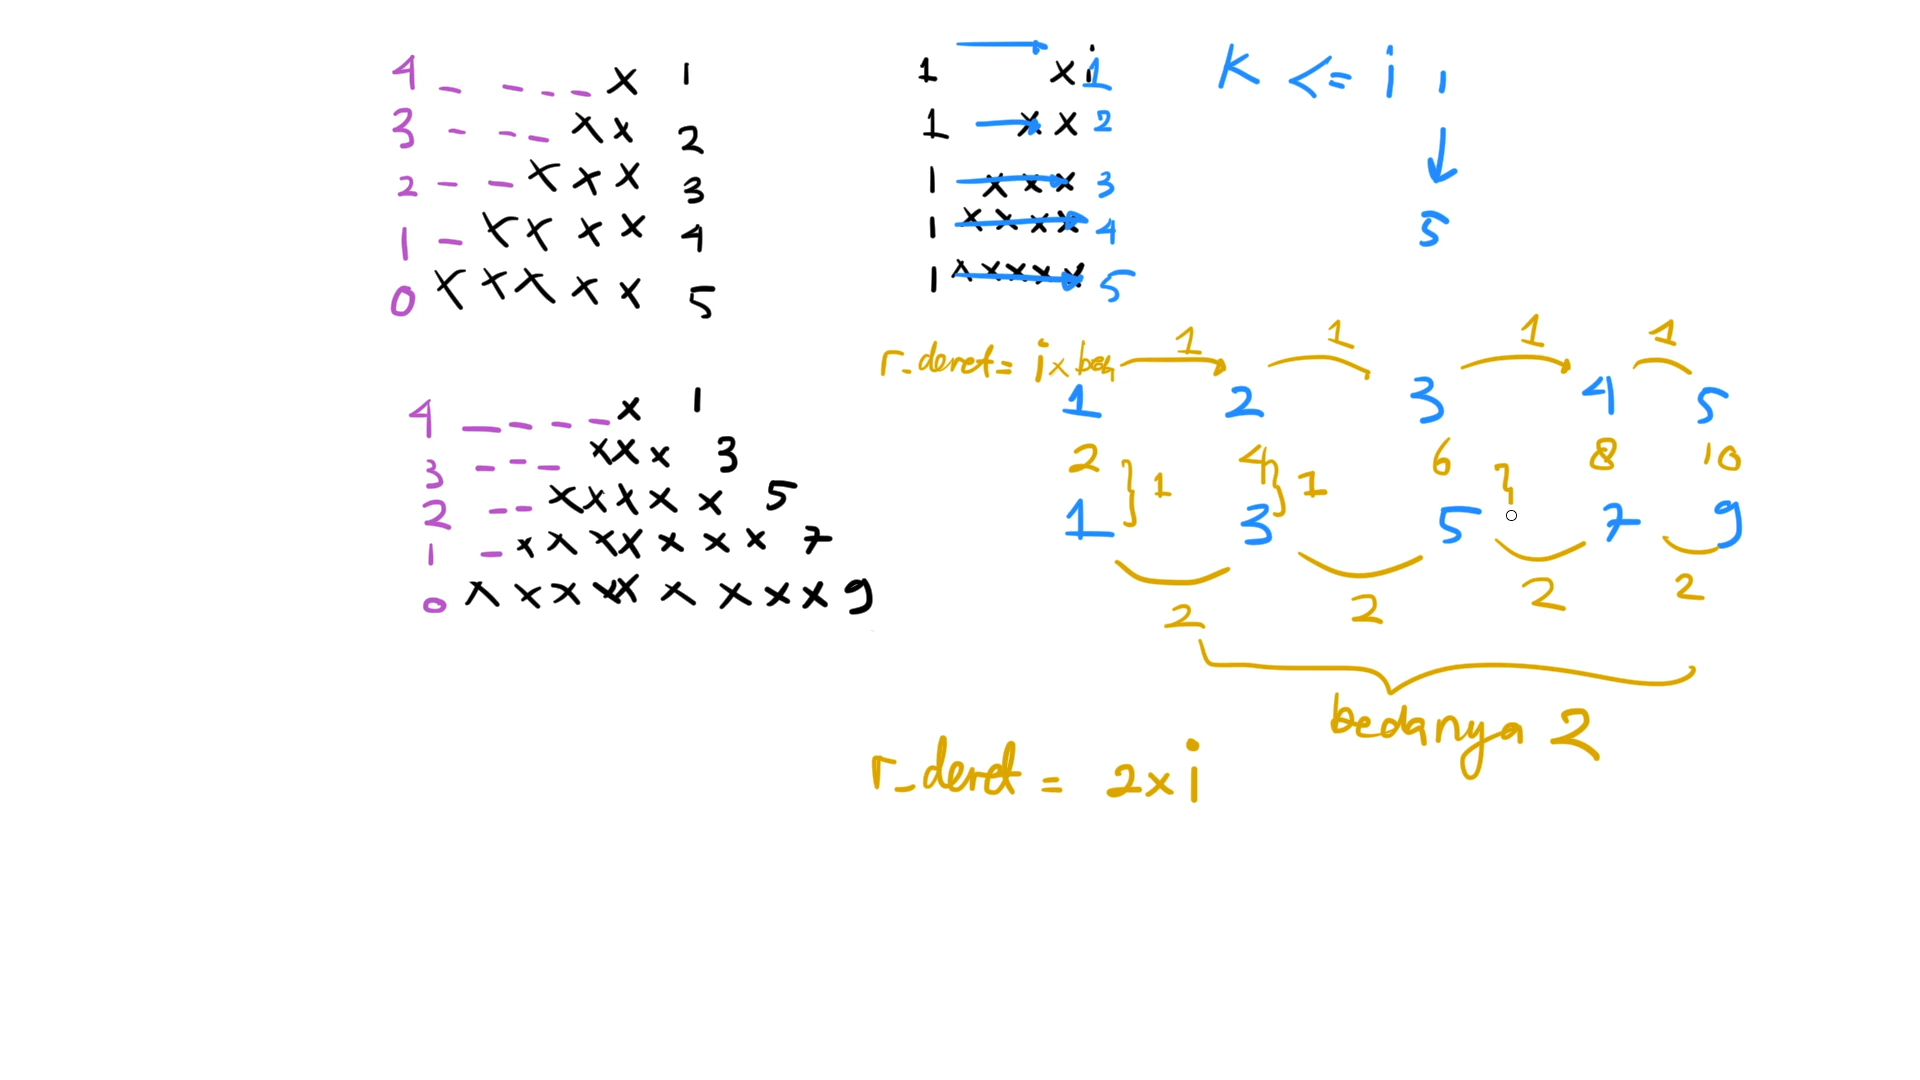 4 _ _ _ _ _ x 1
3 _ _ _ x x 2
2 _ _ x x x 3
1 _ x x x x 4
0 x x x x x 5
1 x i 1
1 x x 2
1 x x x 3
1 x x x x 4
1 x x x x x 5
K <= i 1
↓
5
4 _ _ _ _ x 1
3 _ _ _ x x x 3
2 _ _ x x x x x 5
1 _ x x x x x x x 7
0 x x x x x x x x x 9
1 1 1 1
r_deret = i x
1 2 3 4 5
2 4 6 8 10
} 1 } 1 }
1 3 5 7 9
2 2 2 2
bedanya 2
r_deret = 2 x i